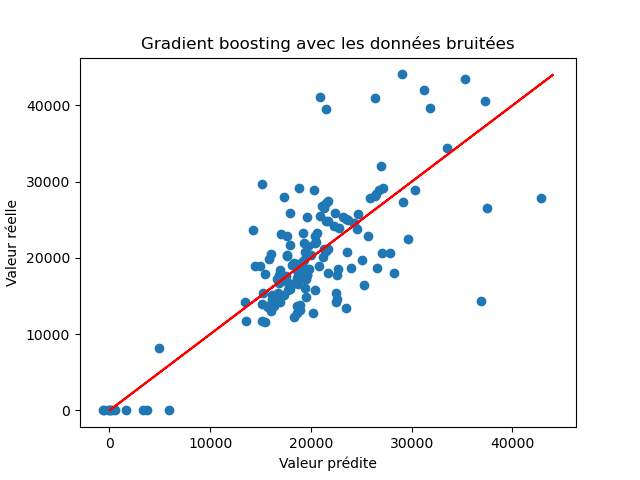 Gradient boosting avec les données bruitées
40000
30000
20000
10000
0
Valeur réelle
0 10000 20000 30000 40000
Valeur prédite